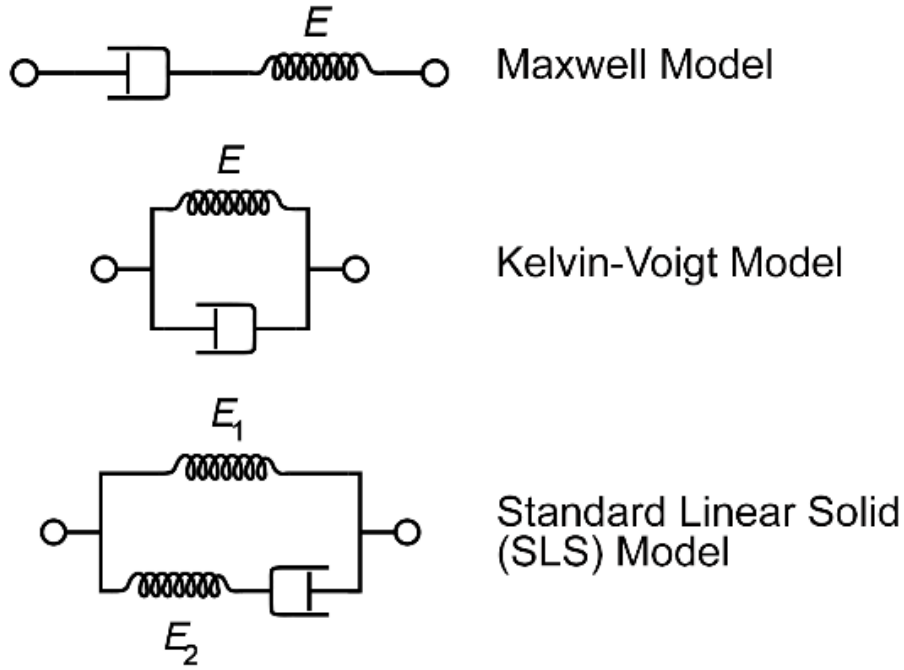 E
Maxwell Model
E
Kelvin-Voigt Model
E1
Standard Linear Solid
(SLS) Model
E2